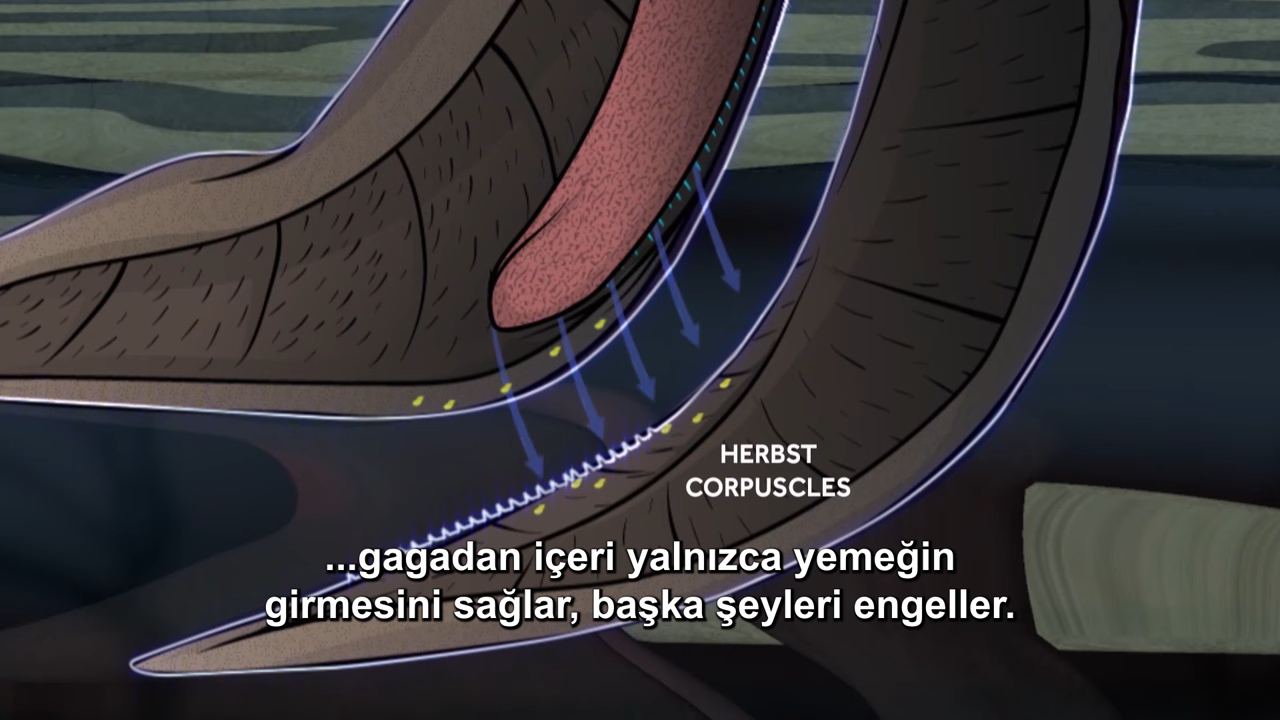 HERBST
CORPUSCLES
...gagadan içeri yalnızca yemeğin
girmesini sağlar, başka şeyleri engeller.